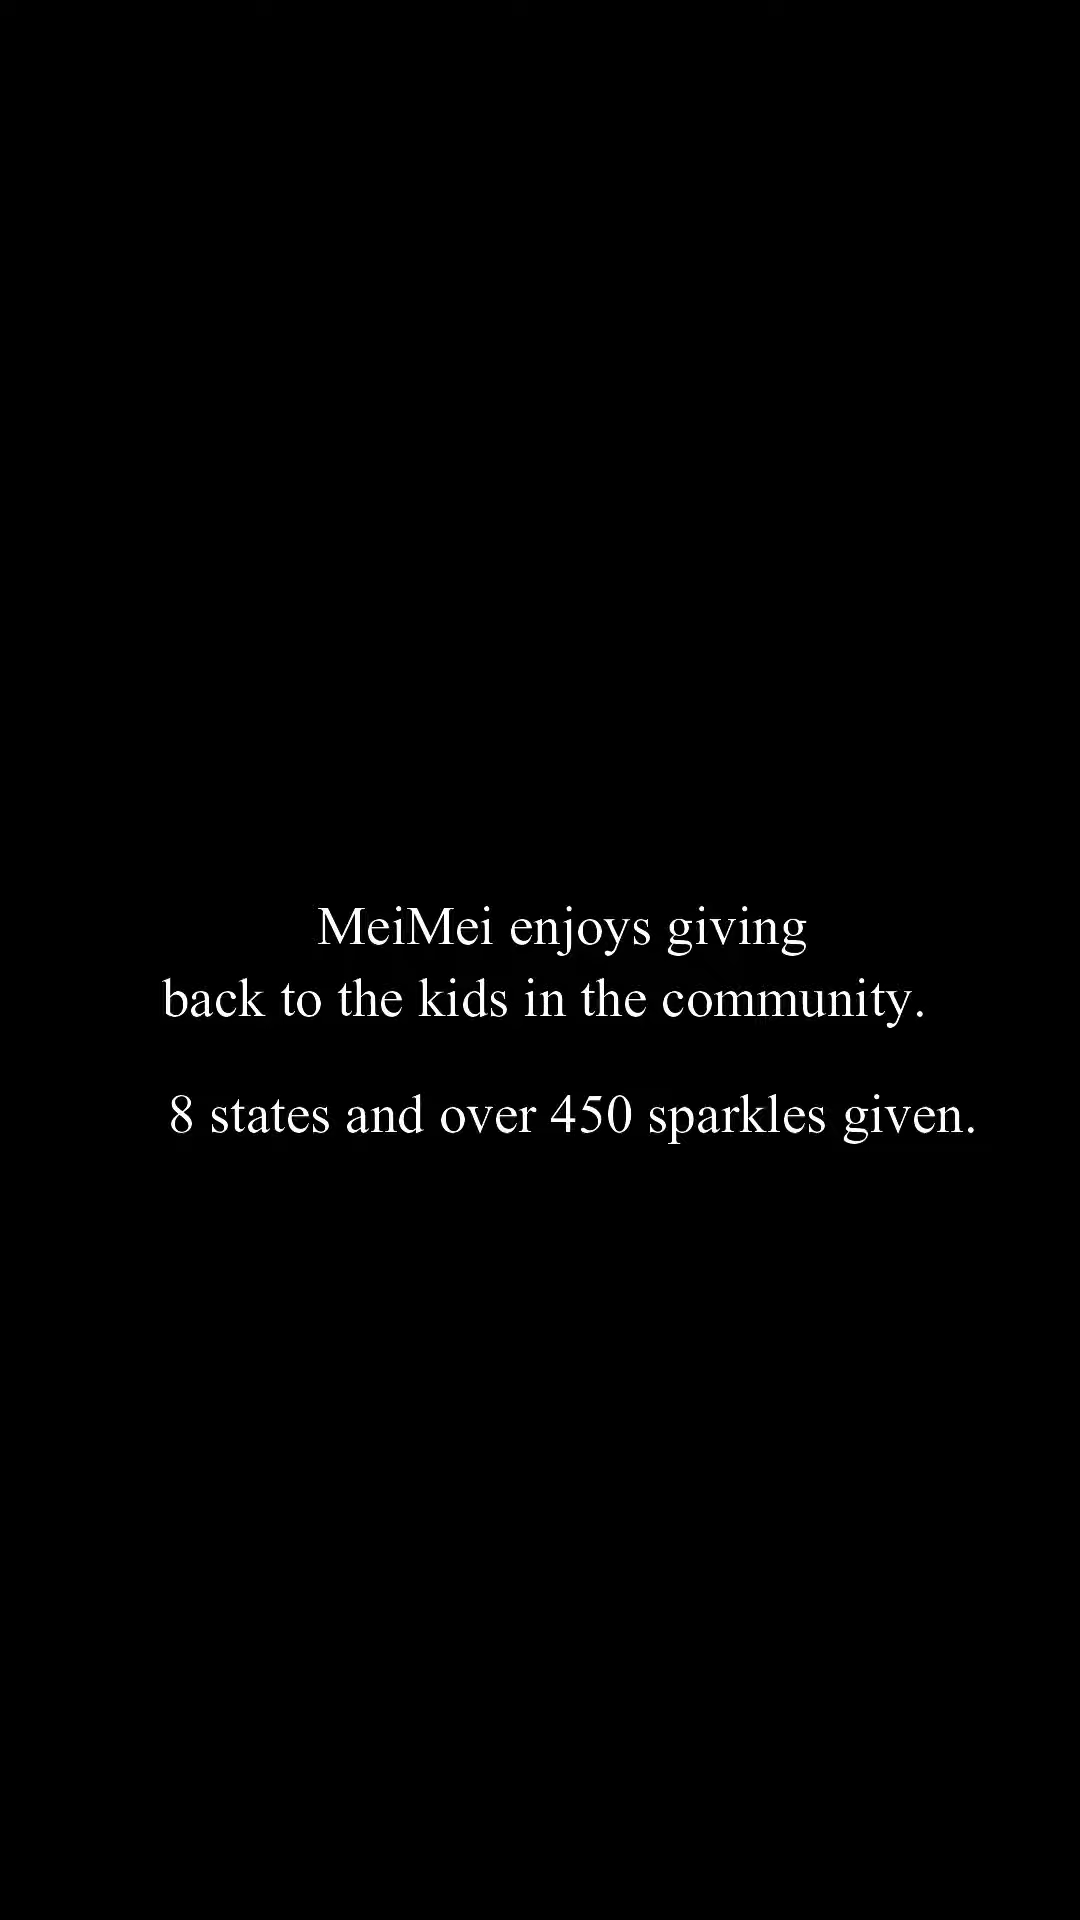 MeiMei enjoys giving
back to the kids in the community.
8 states and over 450 sparkles given.